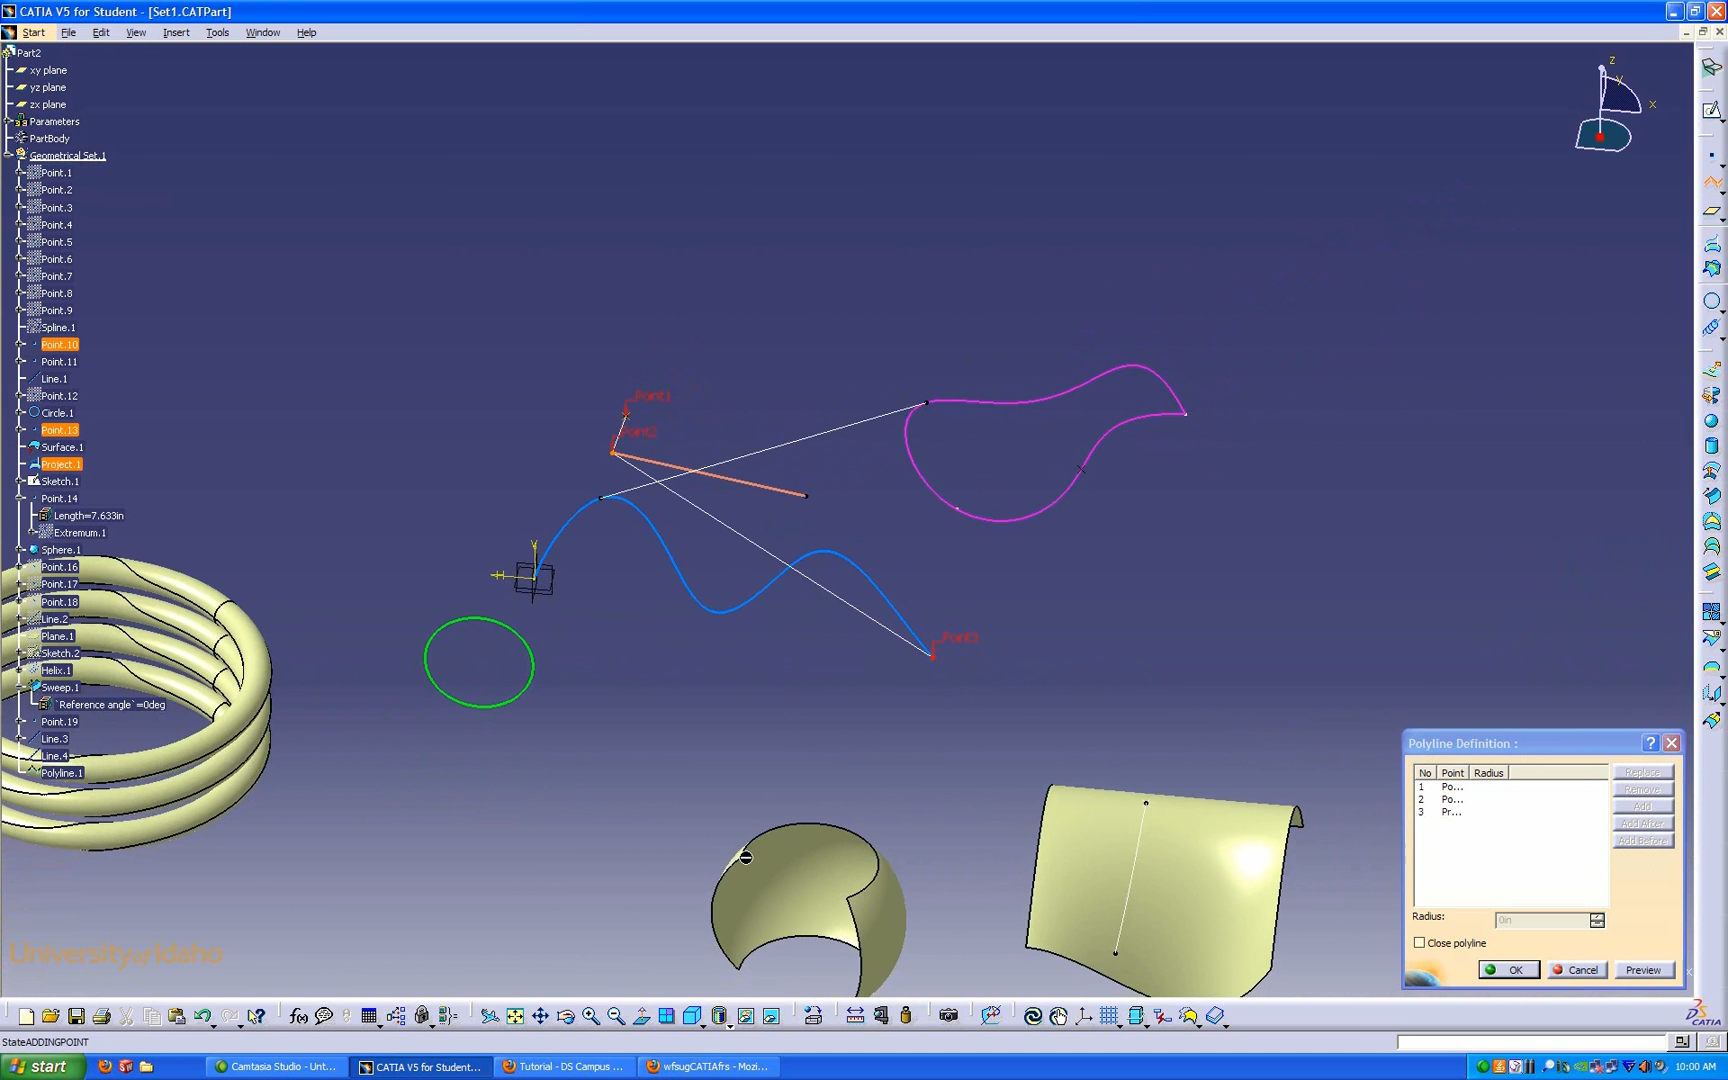 CATIA V5 for Student - [Set1.CATPart]
Start File Edit View Insert Tools Window Help
Part2
xy plane
yz plane
zx plane
Parameters
PartBody
Geometrical Set.1
Point.1
Point.2
Point.3
Point.4
Point.5
Point.6
Point.7
Point.8
Point.9
Spline.1
Point.10
Point.11
Line.1
Point.12
Circle.1
Point.13
Surface.1
Project.1
Sketch.1
Point.14
Length=7.633in
Extremum.1
Sphere.1
Point.16
Point.17
Point.18
Line.2
Plane.1
Sketch.2
Helix.1
Sweep.1
`Reference angle`=0deg
Point.19
Line.3
Line.4
Polyline.1
Z
Y
X
Point1
Point2
Point3
V
H
Polyline Definition :
No Point Radius
1 Po...
2 Po...
3 Pr...
Replace
Remove
Add
Add After
Add Before
Radius: 0in
Close polyline
OK Cancel Preview
University of Idaho
f(x)
CATIA
StateADDINGPOINT
start
Camtasia Studio - Unt...
CATIA V5 for Student...
Tutorial - DS Campus ...
wfsugCATIAfrs - Mozi...
10:00 AM